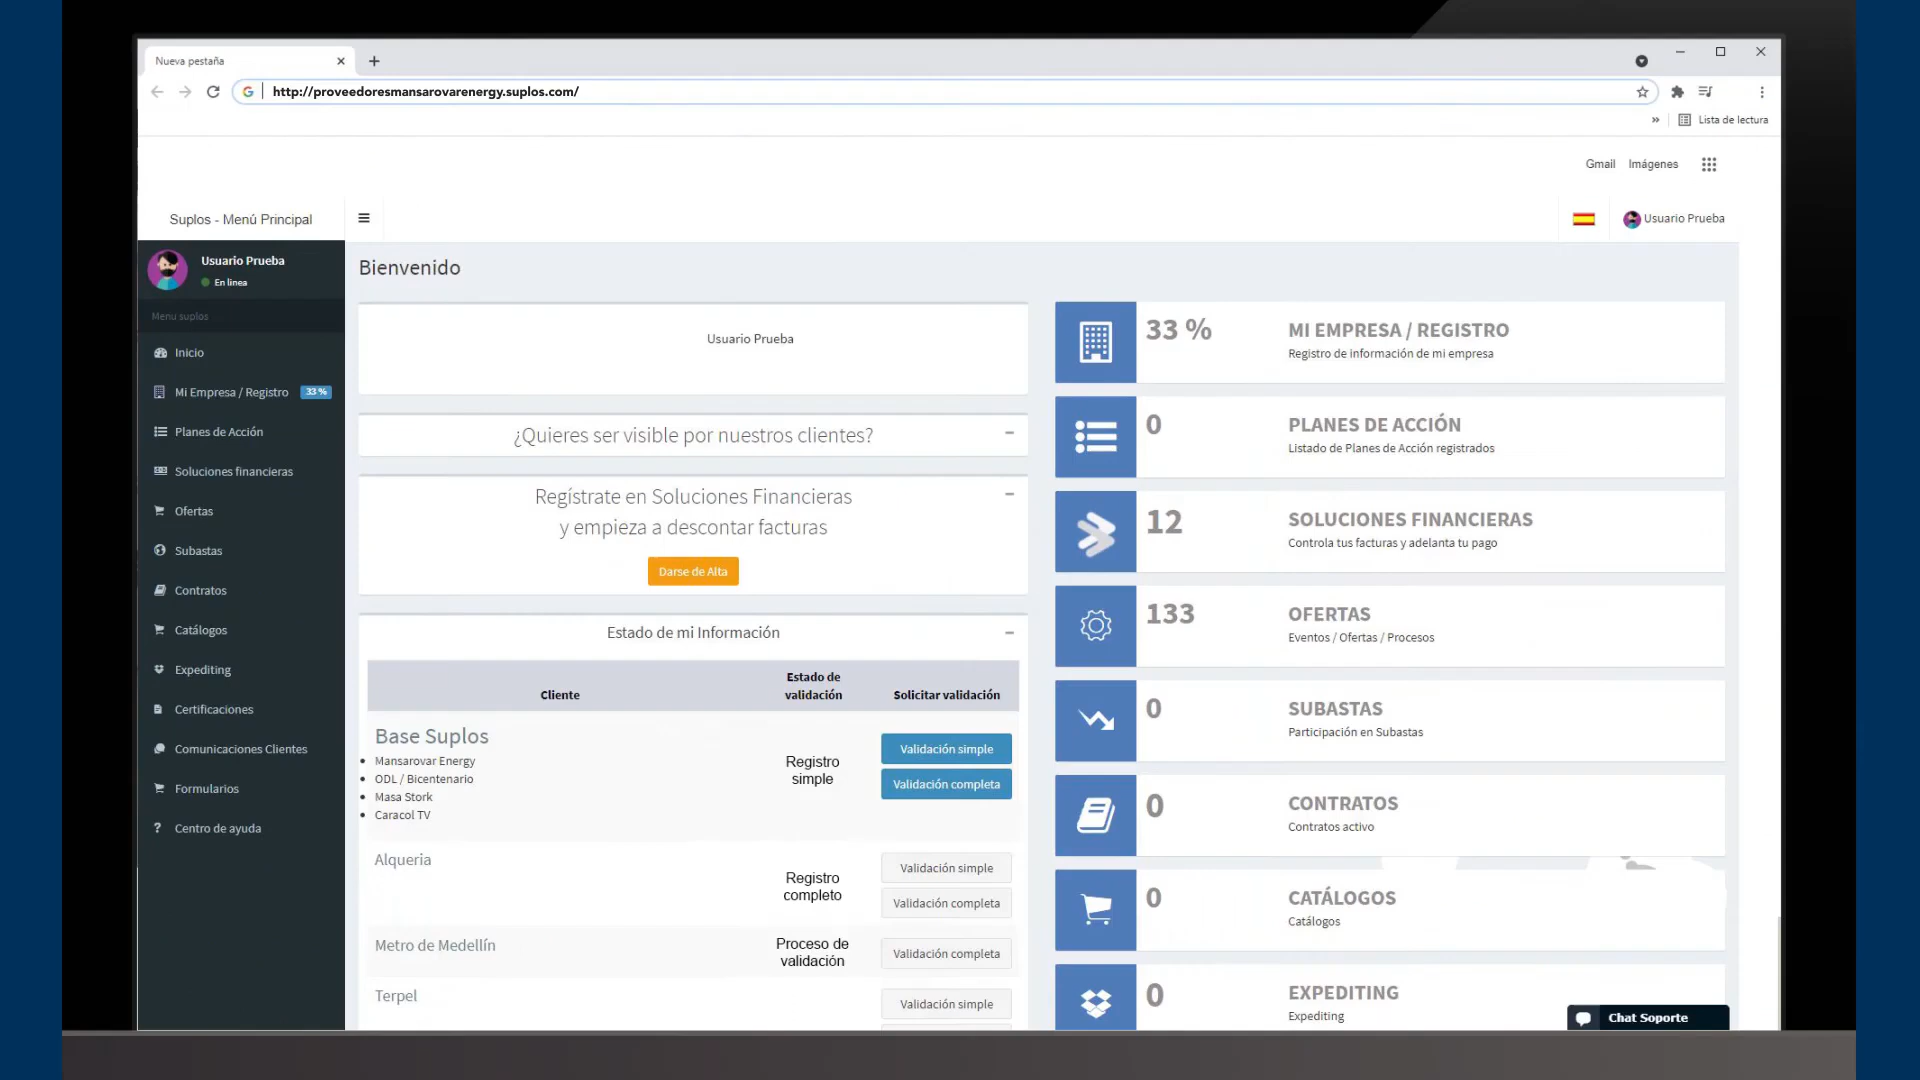 Nueva pestaña
http://proveedoresmansarovarenergy.suplos.com/
Lista de lectura
Gmail
Imágenes
Suplos - Menú Principal
Usuario Prueba
Usuario Prueba
En linea
Menu suplos
Inicio
Mi Empresa / Registro 33 %
Planes de Acción
Soluciones financieras
Ofertas
Subastas
Contratos
Catálogos
Expediting
Certificaciones
Comunicaciones Clientes
Formularios
Centro de ayuda
Bienvenido
Usuario Prueba
¿Quieres ser visible por nuestros clientes?
Regístrate en Soluciones Financieras
y empieza a descontar facturas
Darse de Alta
Estado de mi Información
Cliente
Estado de
validación
Solicitar validación
Base Suplos
Mansarovar Energy
ODL / Bicentenario
Masa Stork
Caracol TV
Registro
simple
Validación simple
Validación completa
Alqueria
Registro
completo
Validación simple
Validación completa
Metro de Medellín
Proceso de
validación
Validación completa
Terpel
Validación simple
33 %
MI EMPRESA / REGISTRO
Registro de información de mi empresa
0
PLANES DE ACCIÓN
Listado de Planes de Acción registrados
12
SOLUCIONES FINANCIERAS
Controla tus facturas y adelanta tu pago
133
OFERTAS
Eventos / Ofertas / Procesos
0
SUBASTAS
Participación en Subastas
0
CONTRATOS
Contratos activo
0
CATÁLOGOS
Catálogos
0
EXPEDITING
Expediting
Chat Soporte